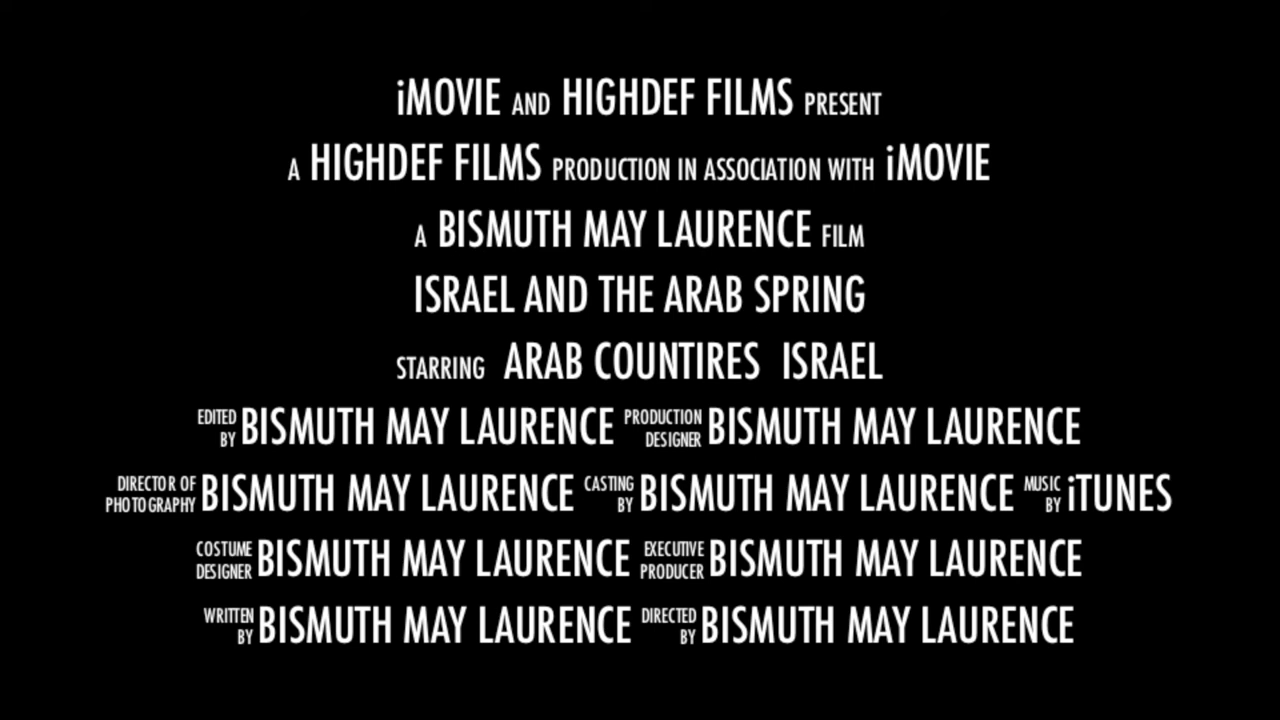 iMOVIE AND HIGHDEF FILMS PRESENT
A HIGHDEF FILMS PRODUCTION IN ASSOCIATION WITH iMOVIE
A BISMUTH MAY LAURENCE FILM
ISRAEL AND THE ARAB SPRING
STARRING ARAB COUNTIRES ISRAEL
EDITED BY BISMUTH MAY LAURENCE PRODUCTION DESIGNER BISMUTH MAY LAURENCE
DIRECTOR OF PHOTOGRAPHY BISMUTH MAY LAURENCE CASTING BY BISMUTH MAY LAURENCE MUSIC BY iTUNES
COSTUME DESIGNER BISMUTH MAY LAURENCE EXECUTIVE PRODUCER BISMUTH MAY LAURENCE
WRITTEN BY BISMUTH MAY LAURENCE DIRECTED BY BISMUTH MAY LAURENCE